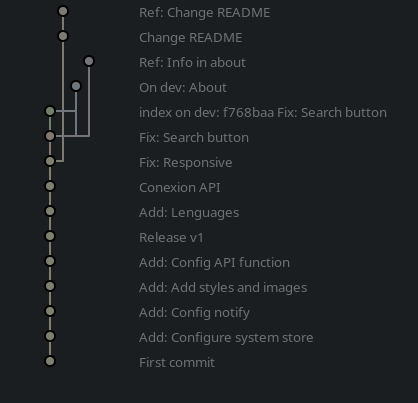 Ref: Change README
Change README
Ref: Info in about
On dev: About
index on dev: f768baa Fix: Search button
Fix: Search button
Fix: Responsive
Conexion API
Add: Lenguages
Release v1
Add: Config API function
Add: Add styles and images
Add: Config notify
Add: Configure system store
First commit